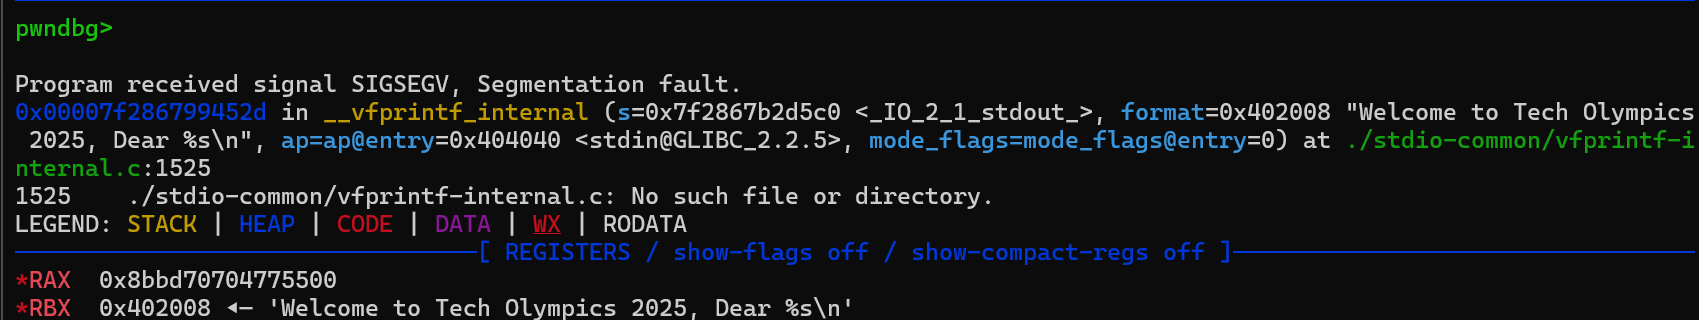 pwndbg>
Program received signal SIGSEGV, Segmentation fault.
0x00007f286799452d in __vfprintf_internal (s=0x7f2867b2d5c0 <_IO_2_1_stdout_>, format=0x402008 "Welcome to Tech Olympics
 2025, Dear %s\n", ap=ap@entry=0x404040 <stdin@GLIBC_2.2.5>, mode_flags=mode_flags@entry=0) at ./stdio-common/vfprintf-i
nternal.c:1525
1525    ./stdio-common/vfprintf-internal.c: No such file or directory.
LEGEND: STACK | HEAP | CODE | DATA | WX | RODATA
[ REGISTERS / show-flags off / show-compact-regs off ]
*RAX  0x8bbd70704775500
*RBX  0x402008 ◂— 'Welcome to Tech Olympics 2025, Dear %s\n'